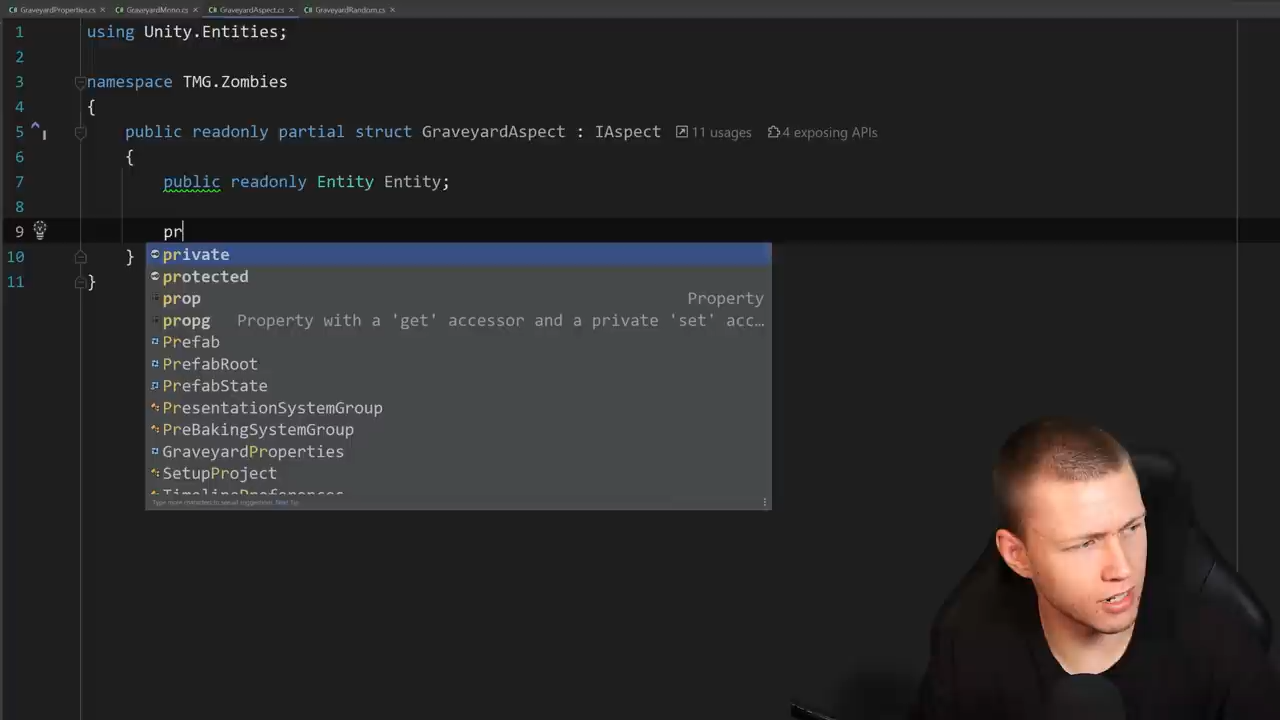 GraveyardProperties.cs × GraveyardMono.cs × GraveyardAspect.cs × GraveyardRandom.cs ×
1 using Unity.Entities;
2
3 namespace TMG.Zombies
4 {
5 public readonly partial struct GraveyardAspect : IAspect 11 usages 4 exposing APIs
6 {
7 public readonly Entity Entity;
8
9 pr
private
protected
prop Property
propg Property with a 'get' accessor and a private 'set' acc…
Prefab
PrefabRoot
PrefabState
PresentationSystemGroup
PreBakingSystemGroup
GraveyardProperties
SetupProject
TimelinePreferences
10 }
11 }